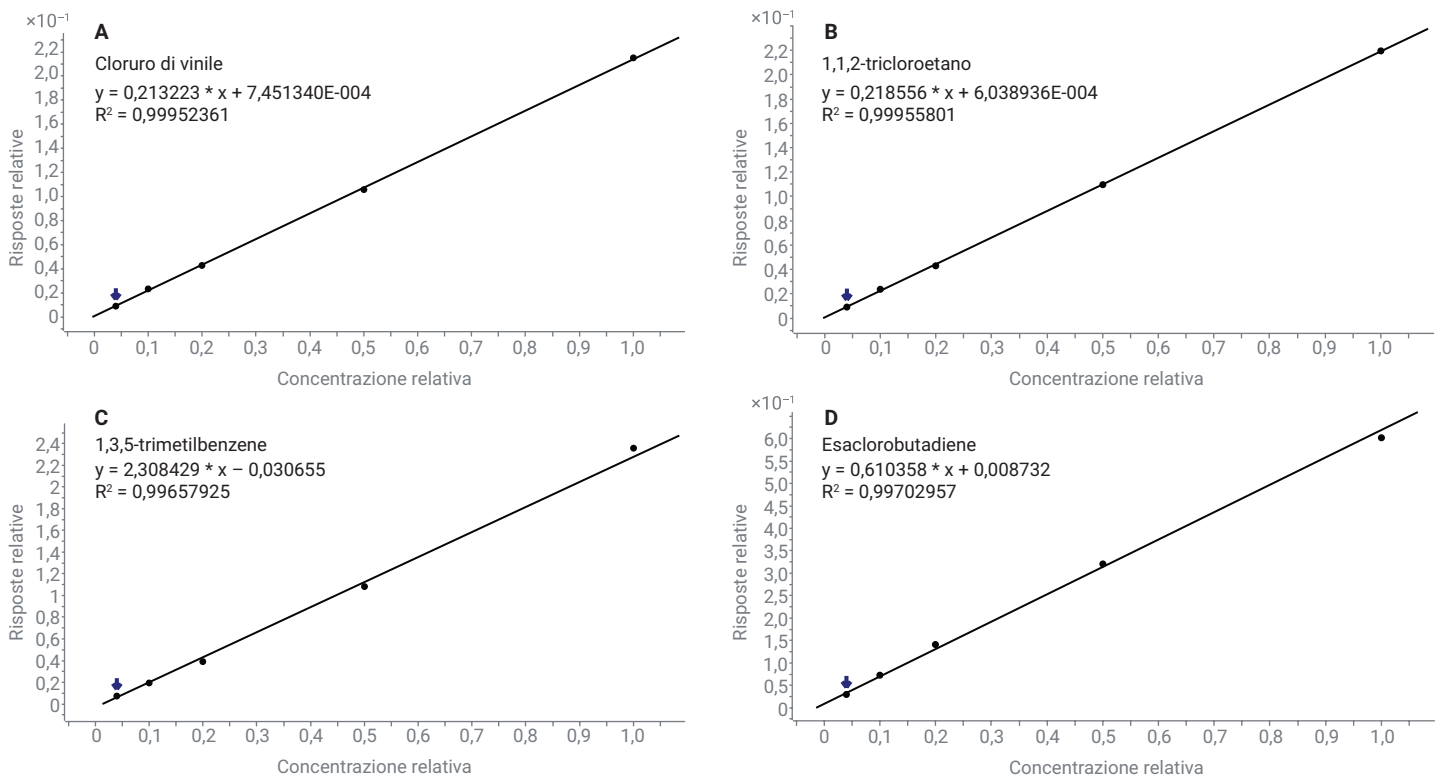 ×10⁻¹
A
Cloruro di vinile
y = 0,213223 * x + 7,451340E-004
R² = 0,99952361
Risposte relative
2,2
2,0
1,8
1,6
1,4
1,2
1,0
0,8
0,6
0,4
0,2
0
0 0,1 0,2 0,3 0,4 0,5 0,6 0,7 0,8 0,9 1,0
Concentrazione relativa
×10⁻¹
B
1,1,2-tricloroetano
y = 0,218556 * x + 6,038936E-004
R² = 0,99955801
Risposte relative
2,2
2,0
1,8
1,6
1,4
1,2
1,0
0,8
0,6
0,4
0,2
0
0 0,1 0,2 0,3 0,4 0,5 0,6 0,7 0,8 0,9 1,0
Concentrazione relativa
C
1,3,5-trimetilbenzene
y = 2,308429 * x – 0,030655
R² = 0,99657925
Risposte relative
2,4
2,2
2
1,8
1,6
1,4
1,2
1
0,8
0,6
0,4
0,2
0
0 0,1 0,2 0,3 0,4 0,5 0,6 0,7 0,8 0,9 1,0
Concentrazione relativa
×10⁻¹
D
Esaclorobutadiene
y = 0,610358 * x + 0,008732
R² = 0,99702957
Risposte relative
6,0
5,5
5,0
4,5
4,0
3,5
3,0
2,5
2,0
1,5
1,0
0,5
0
0 0,1 0,2 0,3 0,4 0,5 0,6 0,7 0,8 0,9 1,0
Concentrazione relativa